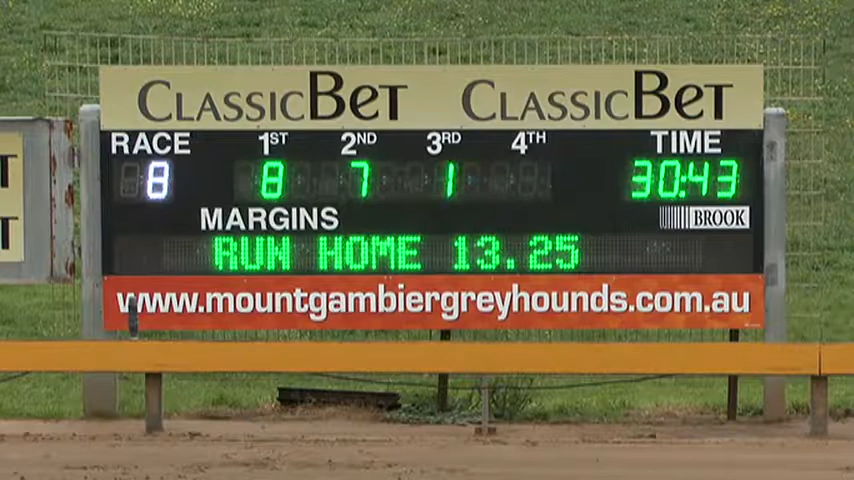 CLASSICBET CLASSICBET
RACE 1ST 2ND 3RD 4TH TIME
8 8 7 1 30:43
MARGINS BROOK
RUN HOME 13.25
www.mountgambiergreyhounds.com.au